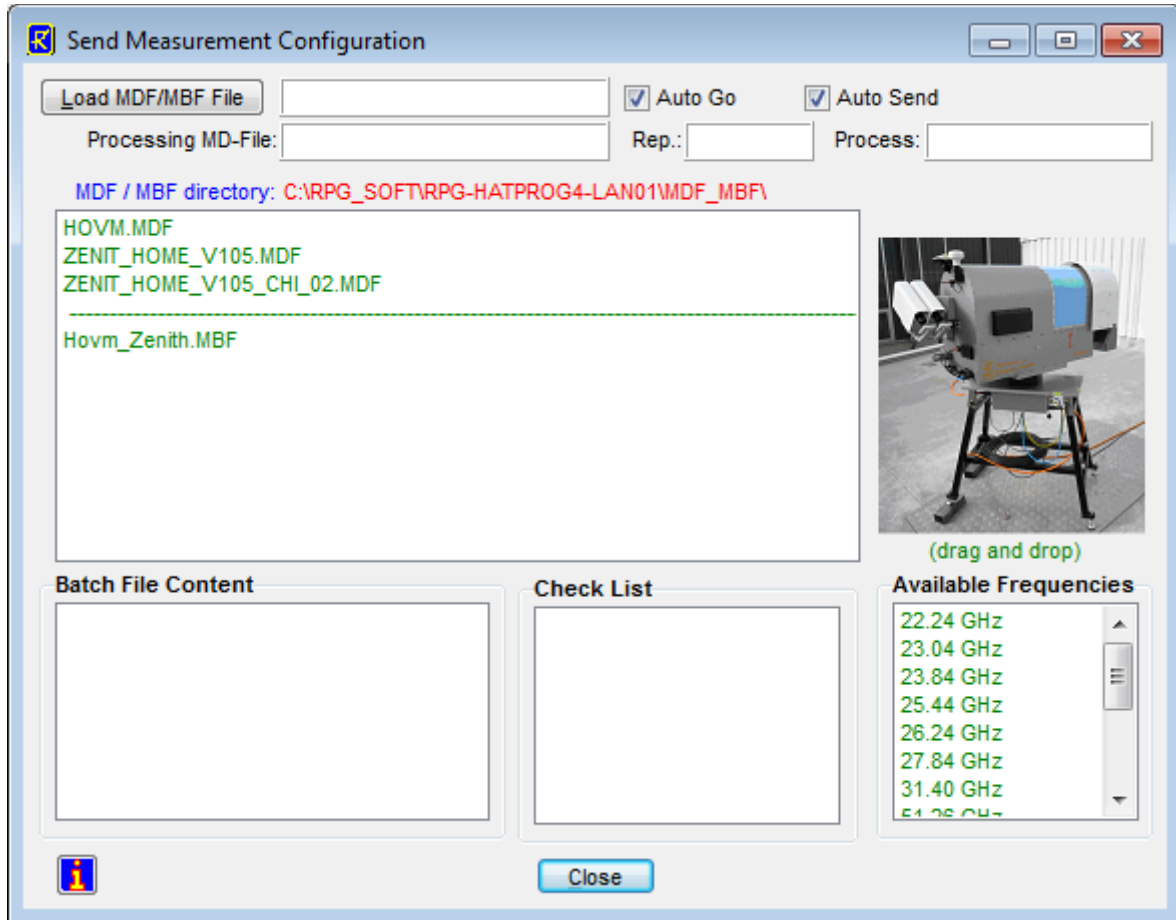 Send Measurement Configuration
Load MDF/MBF File Auto Go Auto Send
Processing MD-File: Rep.: Process:
MDF / MBF directory: C:\RPG_SOFT\RPG-HATPROG4-LAN01\MDF_MBF\
HOVM.MDF
ZENIT_HOME_V105.MDF
ZENIT_HOME_V105_CHI_02.MDF
Hovm_Zenith.MBF
(drag and drop)
Batch File Content
Check List
Available Frequencies
22.24 GHz
23.04 GHz
23.84 GHz
25.44 GHz
26.24 GHz
27.84 GHz
31.40 GHz
51.26 GHz
Close